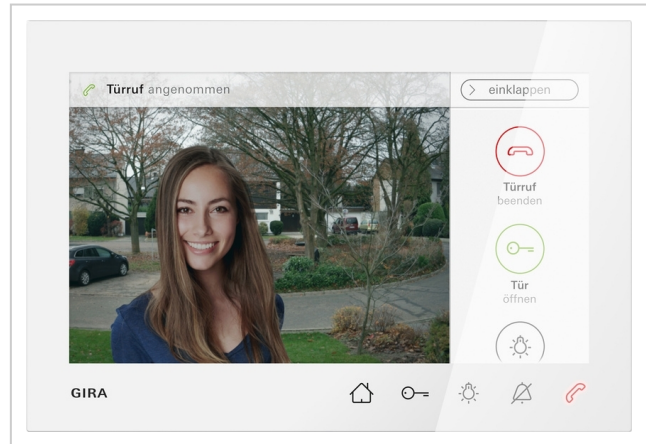 Türruf angenommen
einklappen
Türruf
beenden
Tür
öffnen
GIRA